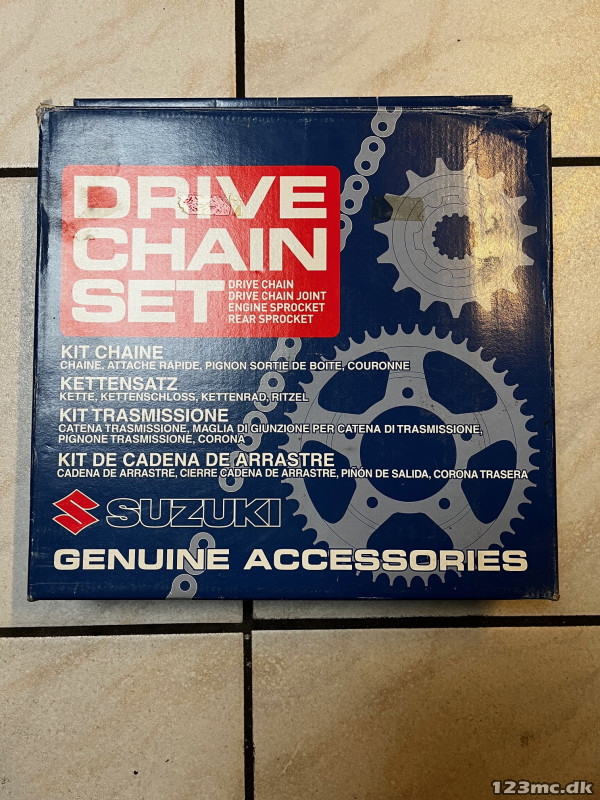 DRIVE
CHAIN
SET
DRIVE CHAIN
DRIVE CHAIN JOINT
ENGINE SPROCKET
REAR SPROCKET
KIT CHAINE
CHAINE, ATTACHE RAPIDE, PIGNON SORTIE DE BOITE, COURONNE
KETTENSATZ
KETTE, KETTENSCHLOSS, KETTENRAD, RITZEL
KIT TRASMISSIONE
CATENA TRASMISSIONE, MAGLIA DI GIUNZIONE PER CATENA DI TRASMISSIONE,
PIGNONE TRASMISSIONE, CORONA
KIT DE CADENA DE ARRASTRE
CADENA DE ARRASTRE, CIERRE CADENA DE ARRASTRE, PIÑÓN DE SALIDA, CORONA TRASERA
SUZUKI
GENUINE ACCESSORIES
123mc.dk